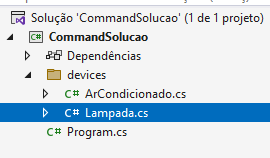 Solução 'CommandSolucao' (1 de 1 projeto)
C# CommandSolucao
Dependências
devices
C# ArCondicionado.cs
C# Lampada.cs
C# Program.cs